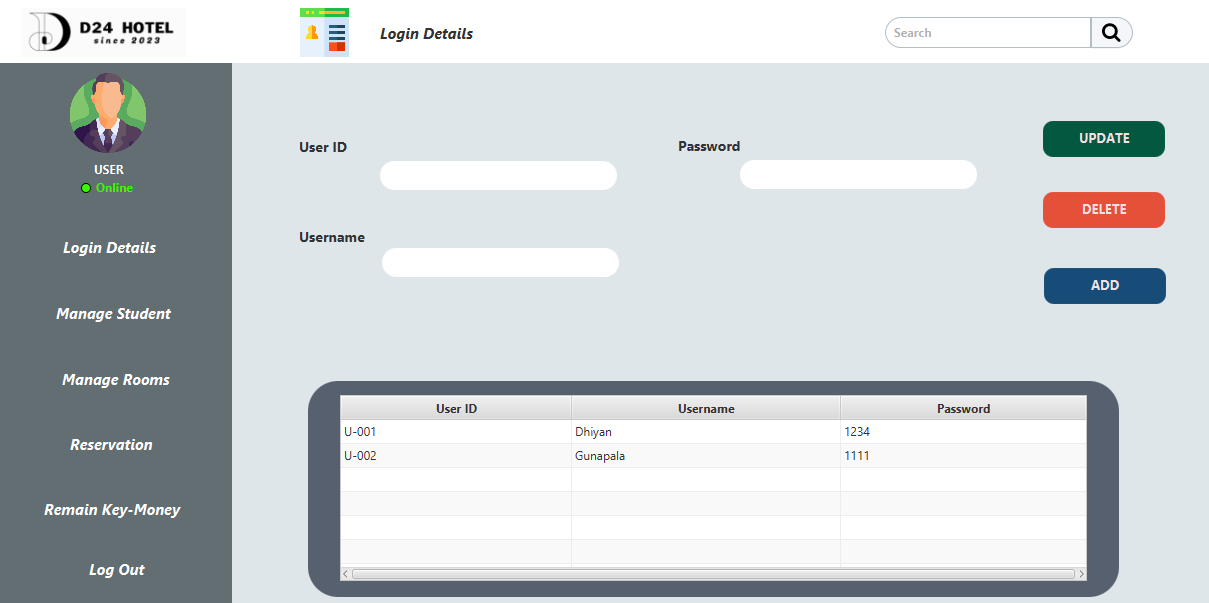 D24 HOTEL
since 2023
Login Details
Search
USER
Online
Login Details
Manage Student
Manage Rooms
Reservation
Remain Key-Money
Log Out
User ID
Password
Username
UPDATE
DELETE
ADD
User ID Username Password
U-001 Dhiyan 1234
U-002 Gunapala 1111